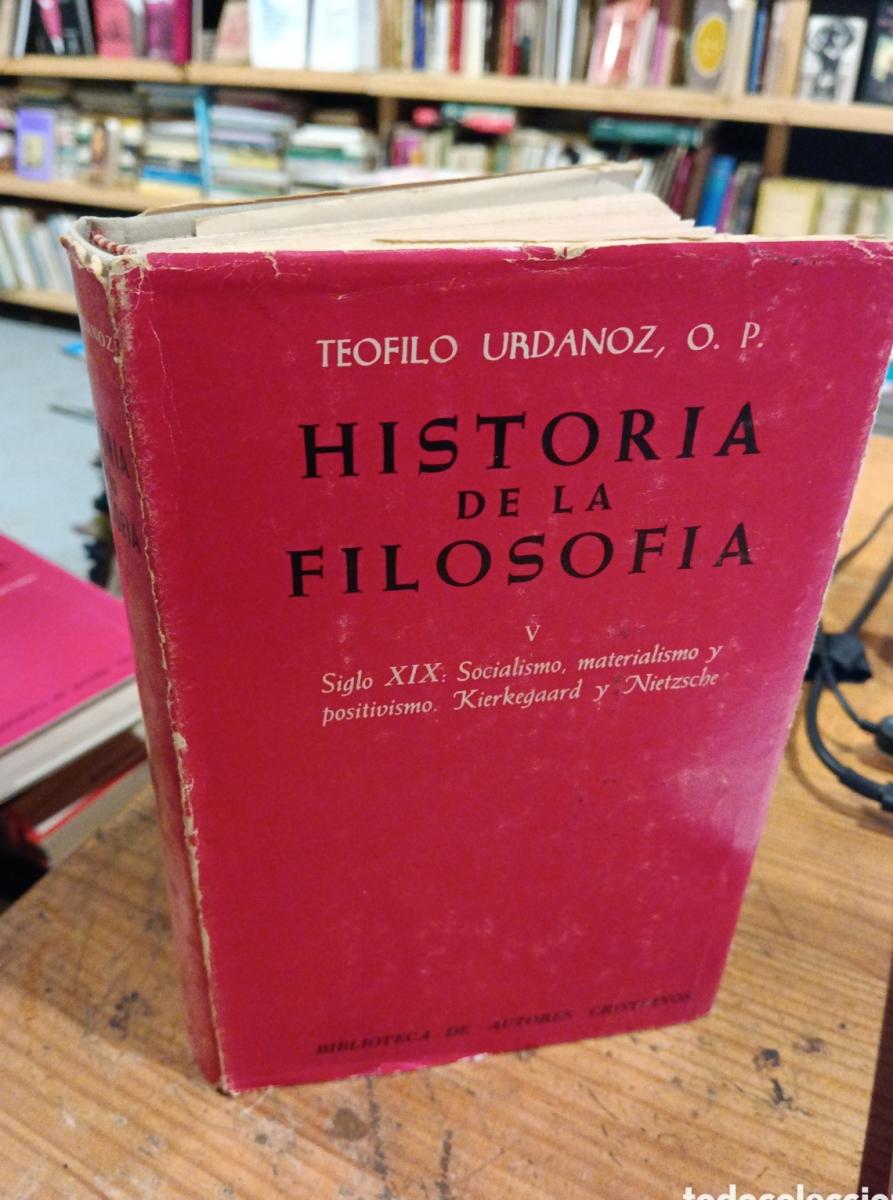 TEOFILO URDANOZ, O. P.
HISTORIA
DE LA
FILOSOFIA
V
Siglo XIX: Socialismo, materialismo y
positivismo. Kierkegaard y Nietzsche
BIBLIOTECA DE AUTORES CRISTIANOS